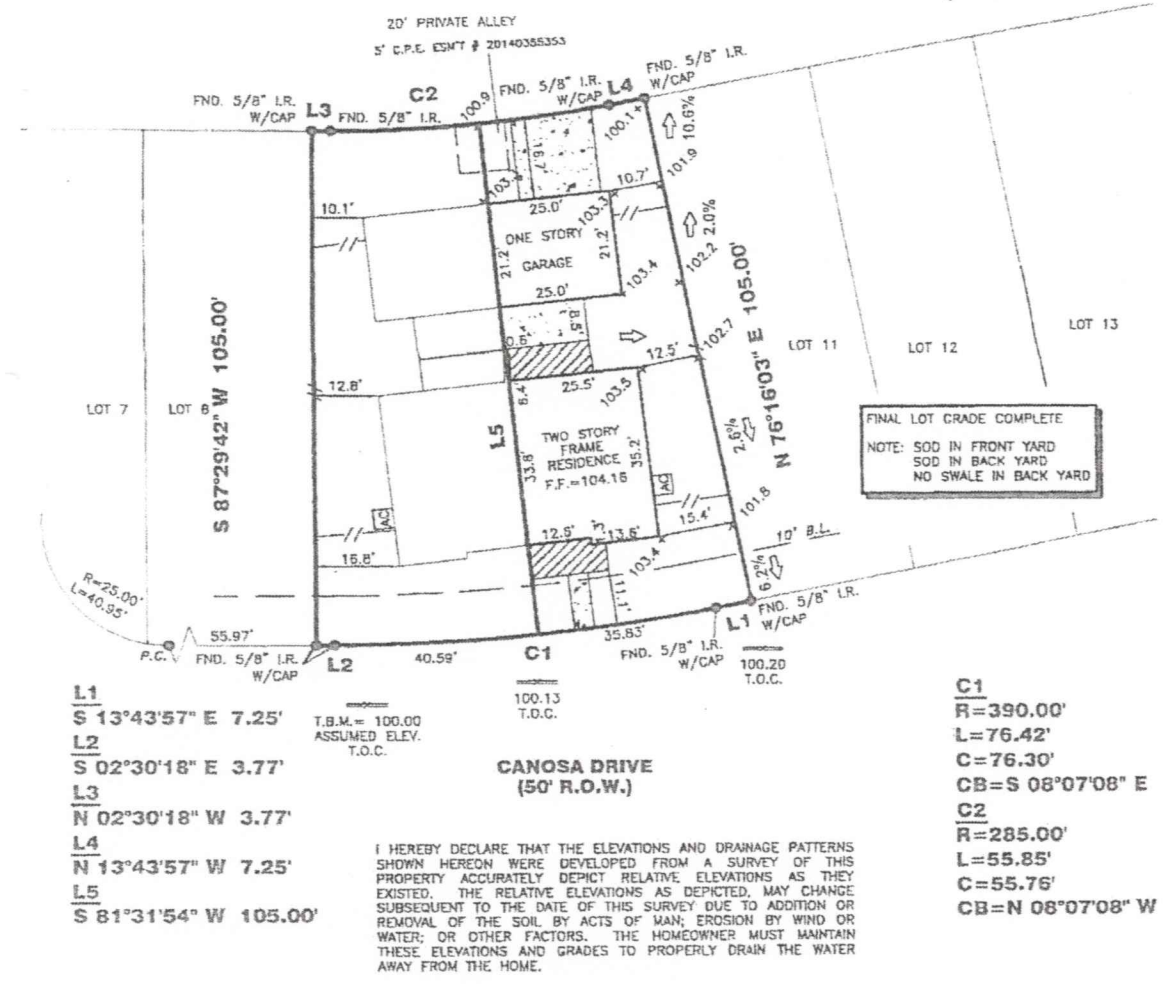 20' PRIVATE ALLEY
5' C.P.E. ESM'T # 20140355353
FND. 5/8" I.R.
W/CAP
L3
FND. 5/8" I.R.
C2
100.9
FND. 5/8" I.R.
W/CAP
L4
FND. 5/8" I.R.
W/CAP
100.1
10.6%
16.7
101.9
10.7'
103.3
10.1'
25.0'
2.0%
ONE STORY
GARAGE
21.2'
21.2'
102.2
103.4
25.0'
8.5'
0.6'
12.5'
102.7
N 76°16'03" E 105.00'
S 87°29'42" W 105.00'
LOT 7
LOT 8
LOT 11
LOT 12
LOT 13
12.8'
25.5'
103.5
L5
TWO STORY
FRAME
RESIDENCE
F.F.=104.16
33.8'
35.2'
2.6%
AC
AC
FINAL LOT GRADE COMPLETE
NOTE: SOD IN FRONT YARD
SOD IN BACK YARD
NO SWALE IN BACK YARD
101.8
15.4'
13.6'
16.8'
103.4
10' B.L.
6.2%
11.1'
R=25.00'
L=40.95'
P.C.
55.97'
FND. 5/8" I.R.
W/CAP
L2
40.59'
C1
35.83'
FND. 5/8" I.R.
W/CAP
L1
FND. 5/8" I.R.
W/CAP
100.20
T.O.C.
100.13
T.O.C.
T.B.M.= 100.00
ASSUMED ELEV.
T.O.C.
CANOSA DRIVE
(50' R.O.W.)
L1
S 13°43'57" E 7.25'
L2
S 02°30'18" E 3.77'
L3
N 02°30'18" W 3.77'
L4
N 13°43'57" W 7.25'
L5
S 81°31'54" W 105.00'
C1
R=390.00'
L=76.42'
C=76.30'
CB=S 08°07'08" E
C2
R=285.00'
L=55.85'
C=55.76'
CB=N 08°07'08" W
I HEREBY DECLARE THAT THE ELEVATIONS AND DRAINAGE PATTERNS
SHOWN HEREON WERE DEVELOPED FROM A SURVEY OF THIS
PROPERTY ACCURATELY DEPICT RELATIVE ELEVATIONS AS THEY
EXISTED. THE RELATIVE ELEVATIONS AS DEPICTED, MAY CHANGE
SUBSEQUENT TO THE DATE OF THIS SURVEY DUE TO ADDITION OR
REMOVAL OF THE SOIL BY ACTS OF MAN; EROSION BY WIND OR
WATER; OR OTHER FACTORS. THE HOMEOWNER MUST MAINTAIN
THESE ELEVATIONS AND GRADES TO PROPERLY DRAIN THE WATER
AWAY FROM THE HOME.